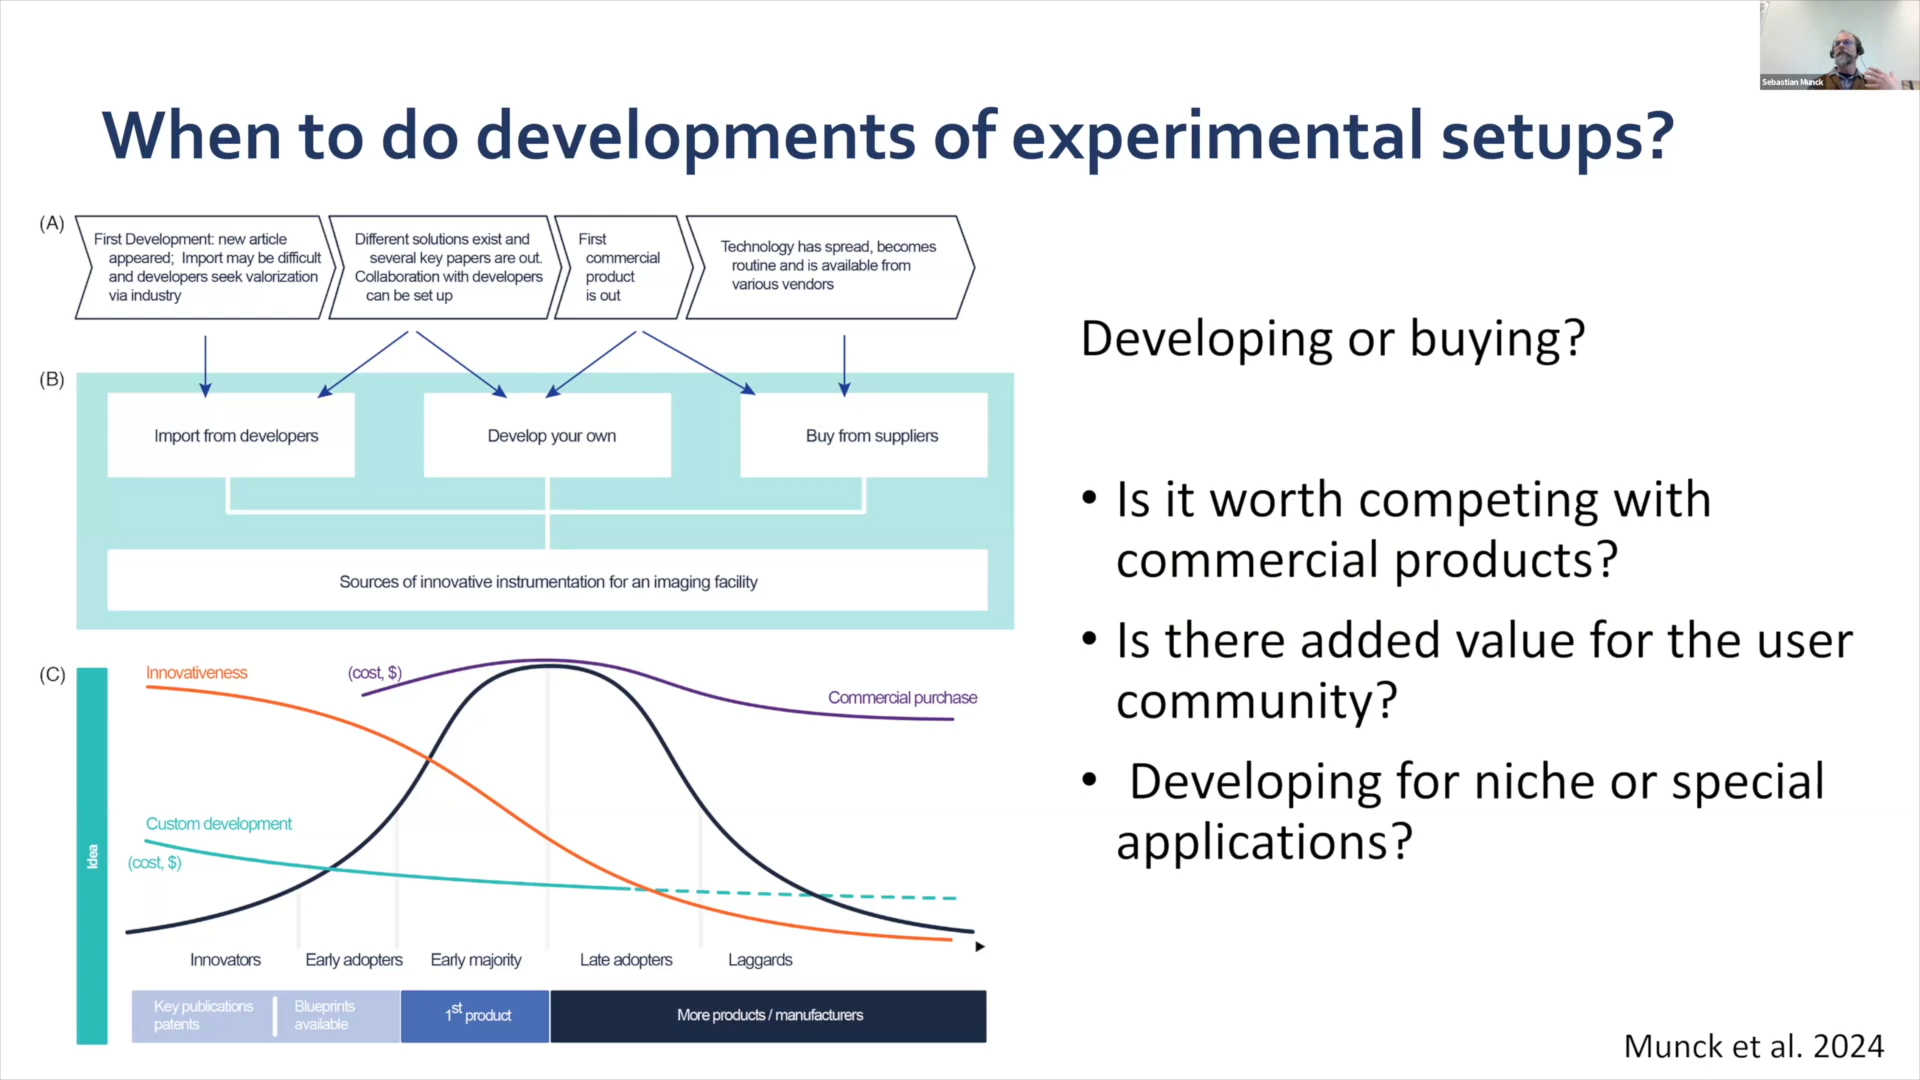 Sebastian Munck
When to do developments of experimental setups?
(A)
First Development: new article
appeared; Import may be difficult
and developers seek valorization
via industry
Different solutions exist and
several key papers are out.
Collaboration with developers
can be set up
First
commercial
product
is out
Technology has spread, becomes
routine and is available from
various vendors
(B)
Import from developers
Develop your own
Buy from suppliers
Sources of innovative instrumentation for an imaging facility
(C)
Idea
Innovativeness
(cost, $)
Commercial purchase
Custom development
(cost, $)
Innovators
Early adopters
Early majority
Late adopters
Laggards
Key publications
patents
Blueprints
available
1st product
More products / manufacturers
Developing or buying?
• Is it worth competing with
commercial products?
• Is there added value for the user
community?
• Developing for niche or special
applications?
Munck et al. 2024